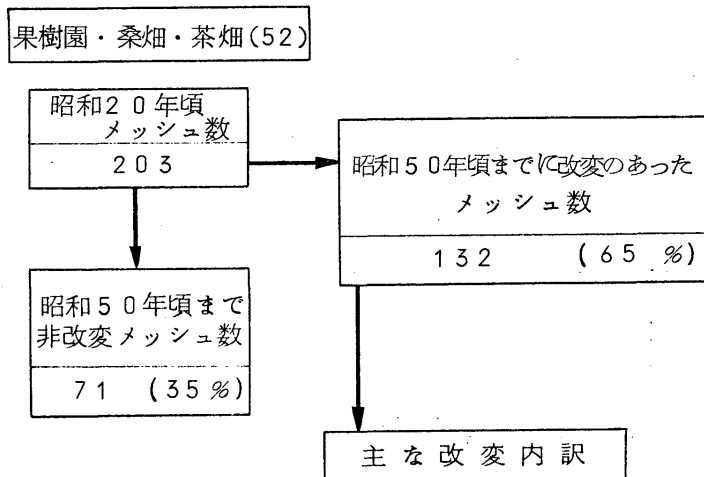 果樹園・桑畑・茶畑(52)
昭和20年頃
メッシュ数
203
昭和50年頃までに改変のあった
メッシュ数
132 (65 %)
昭和50年頃まで
非改変メッシュ数
71 (35%)
主な改変内訳